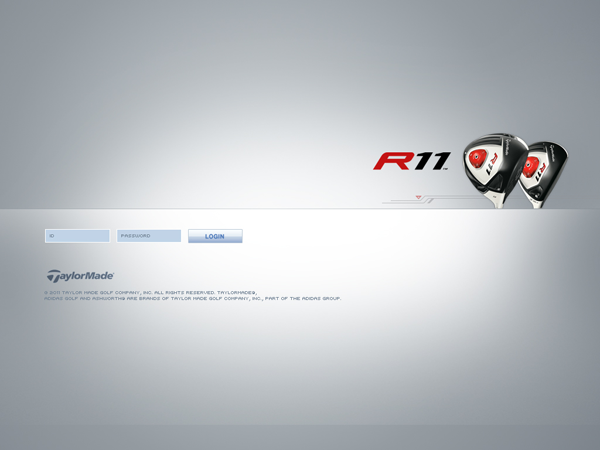 R11
ID
PASSWORD
LOGIN
TaylorMade
© 2011 TAYLOR MADE GOLF COMPANY, INC. ALL RIGHTS RESERVED. TAYLORMADE®,
ADIDAS GOLF AND ASHWORTH® ARE BRANDS OF TAYLOR MADE GOLF COMPANY, INC., PART OF THE ADIDAS GROUP.